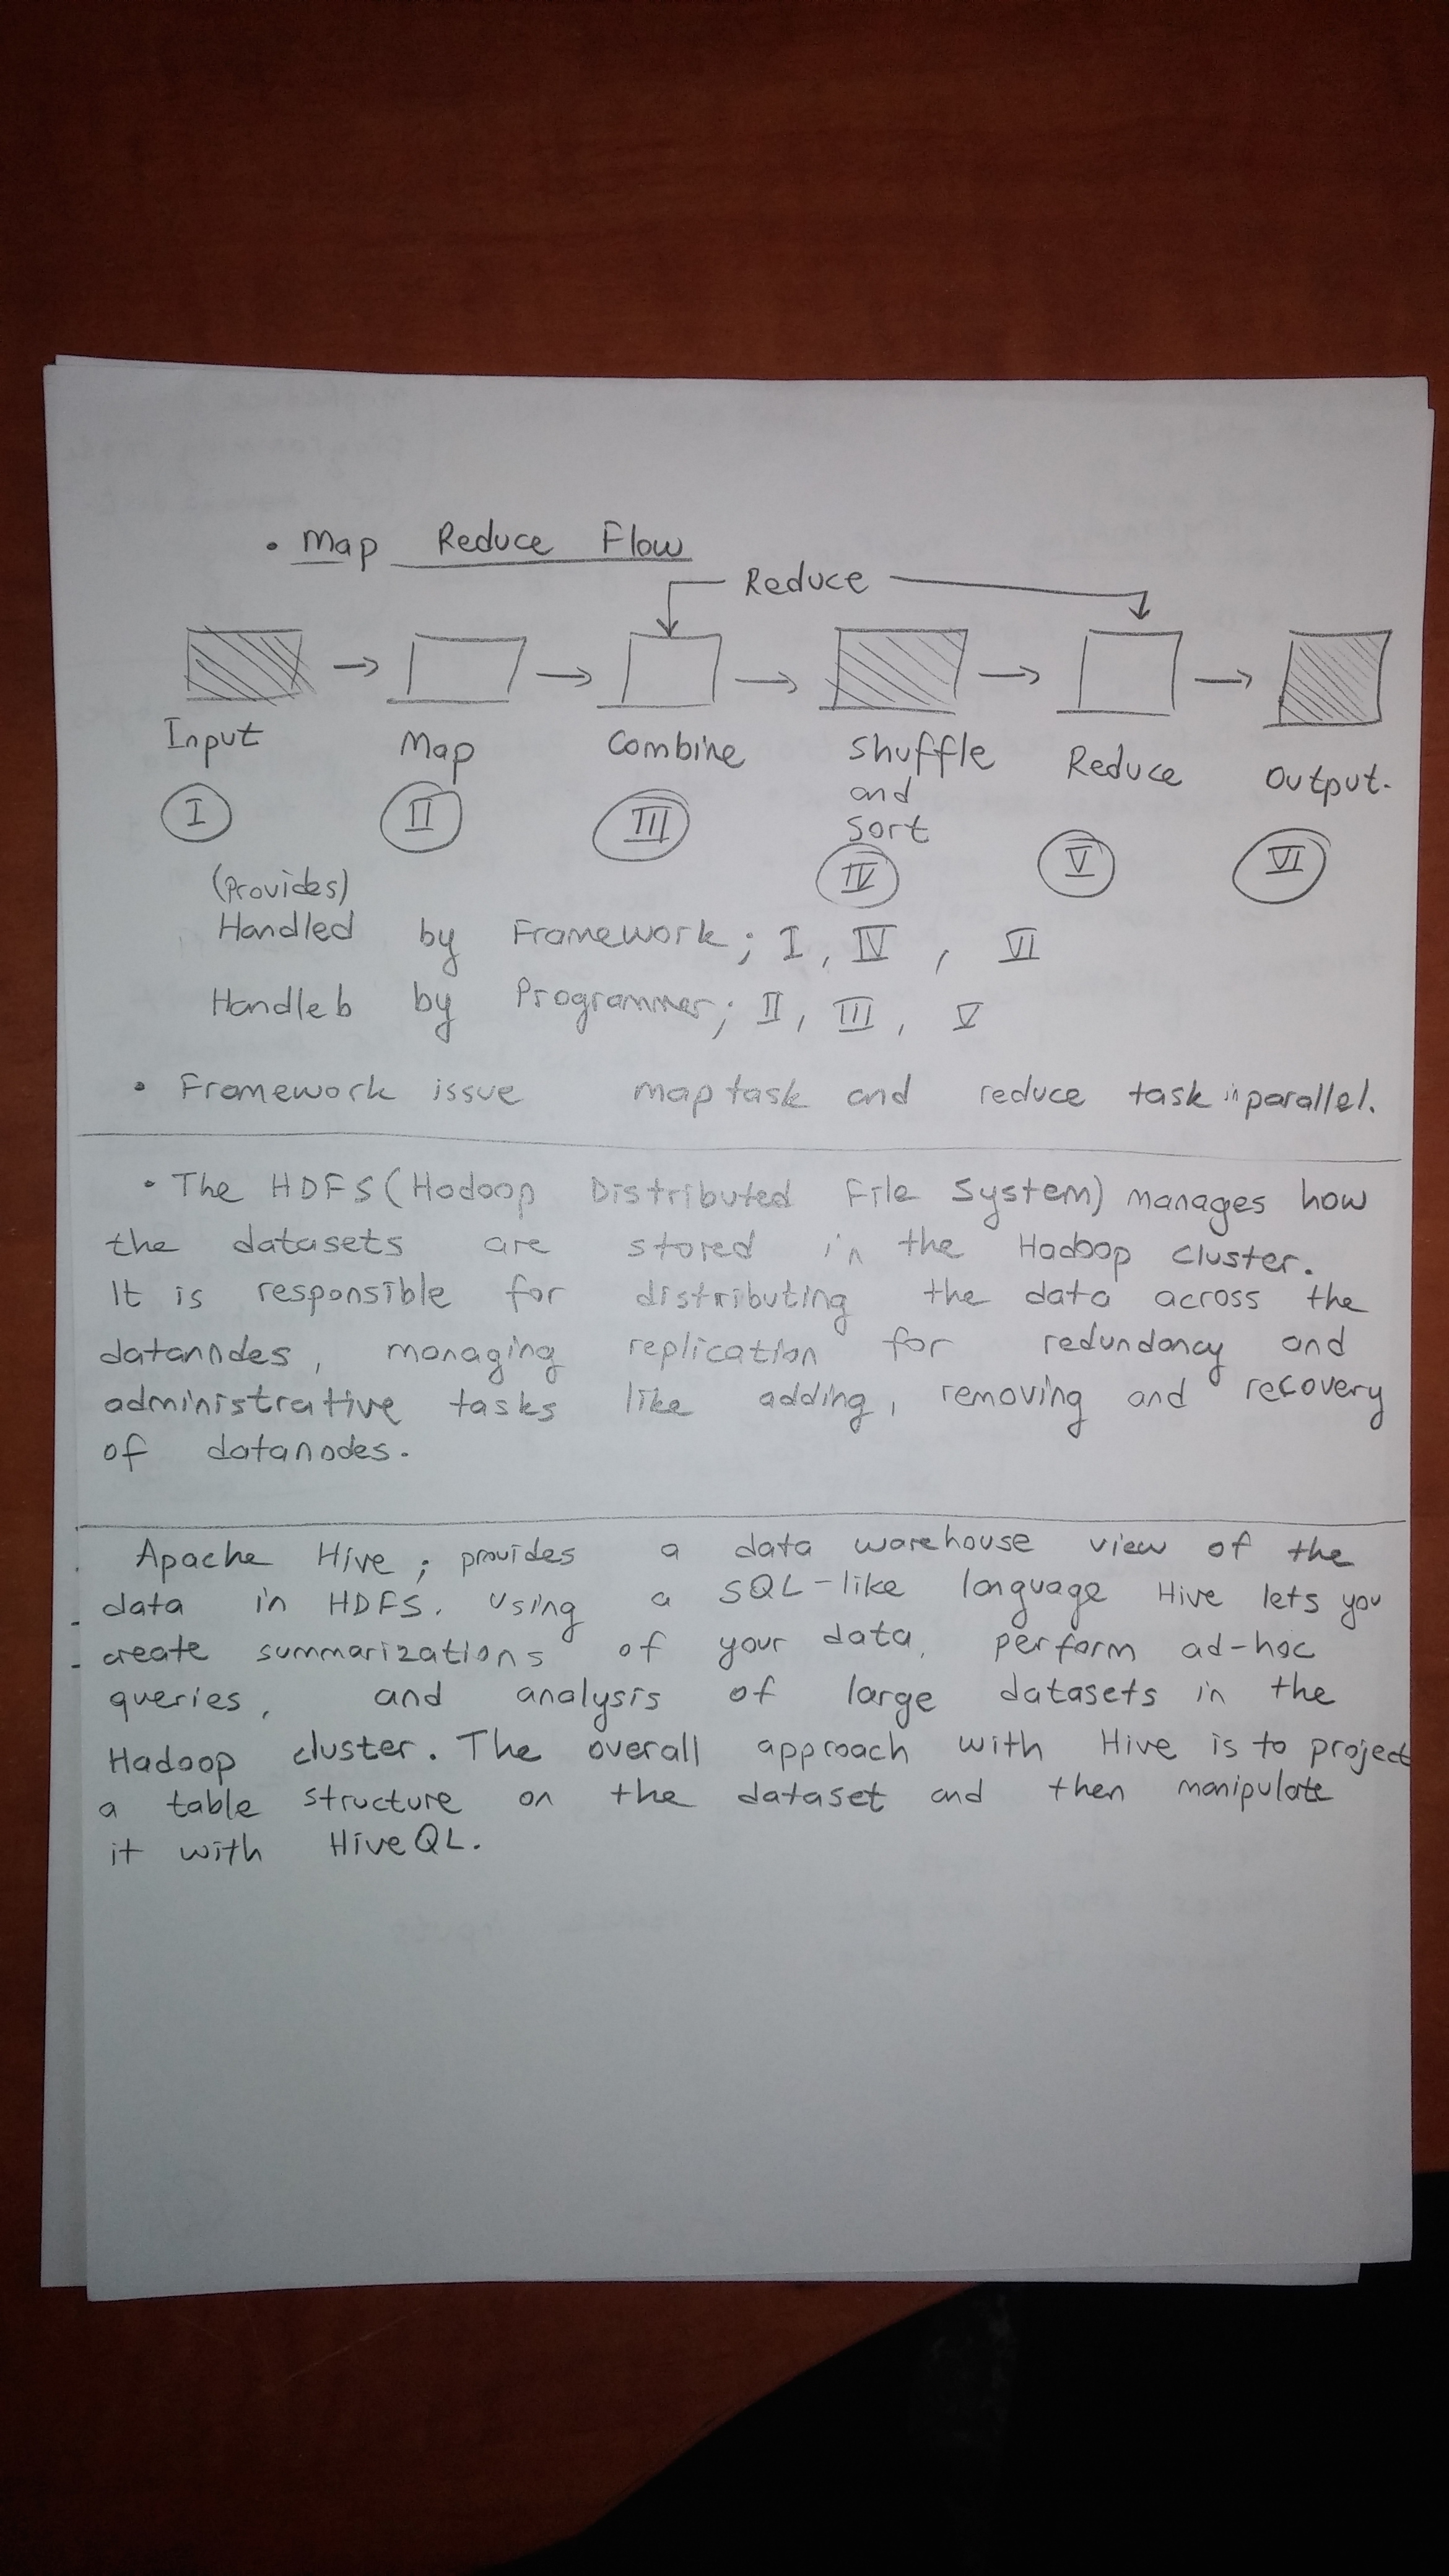 • Map Reduce Flow
Reduce
Input
Map
Combine
Shuffle
and
Sort
Reduce
Output.
I
II
III
IV
V
VI
(Provides)
Handled by Framework; I, IV, VI
Handleb by Programmer; II, III, V
• Framework issue map task and reduce task in parallel.
• The HDFS (Hadoop Distributed File System) manages how
the datasets are stored in the Hadoop cluster.
It is responsible for distributing the data across the
datanodes, managing replication for redundancy and
administrative tasks like adding, removing and recovery
of datanodes.
Apache Hive; provides a data warehouse view of the
data in HDFS. Using a SQL-like language Hive lets you
- create summarizations of your data, perform ad-hoc
queries, and analysis of large datasets in the
Hadoop cluster. The overall approach with Hive is to project
a table structure on the dataset and then manipulate
it with HiveQL.